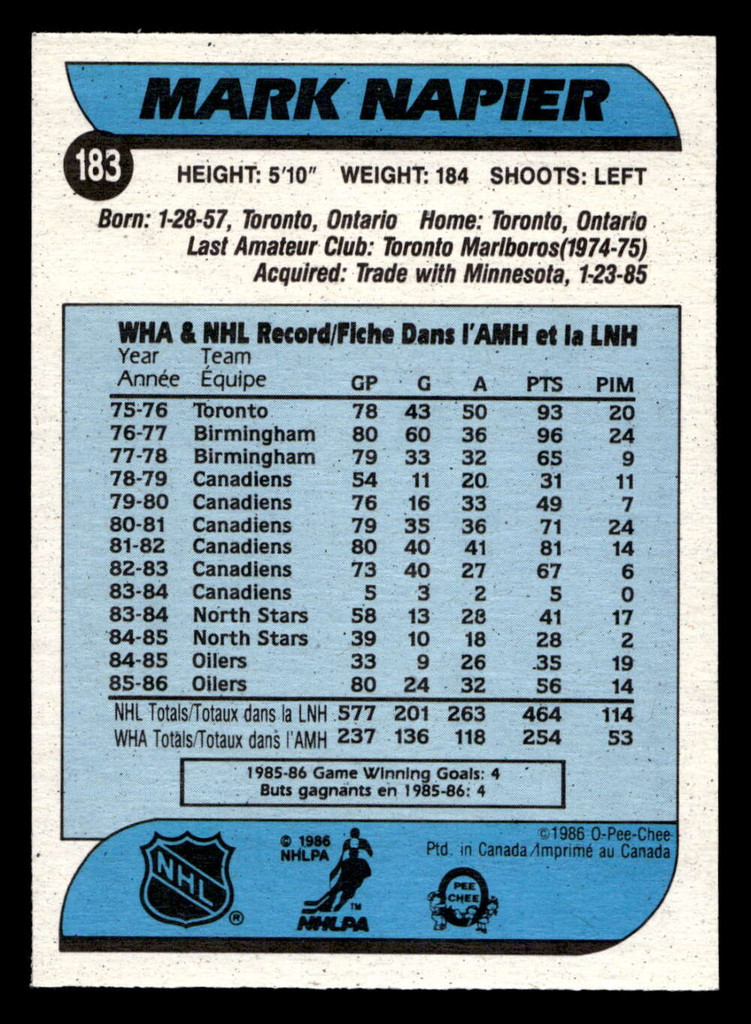 MARK NAPIER
183
HEIGHT: 5'10" WEIGHT: 184 SHOOTS: LEFT
Born: 1-28-57, Toronto, Ontario Home: Toronto, Ontario
Last Amateur Club: Toronto Marlboros(1974-75)
Acquired: Trade with Minnesota, 1-23-85
WHA & NHL Record/Fiche Dans l'AMH et la LNH
Year Team
Année Équipe GP G A PTS PIM
75-76 Toronto 78 43 50 93 20
76-77 Birmingham 80 60 36 96 24
77-78 Birmingham 79 33 32 65 9
78-79 Canadiens 54 11 20 31 11
79-80 Canadiens 76 16 33 49 7
80-81 Canadiens 79 35 36 71 24
81-82 Canadiens 80 40 41 81 14
82-83 Canadiens 73 40 27 67 6
83-84 Canadiens 5 3 2 5 0
83-84 North Stars 58 13 28 41 17
84-85 North Stars 39 10 18 28 2
84-85 Oilers 33 9 26 35 19
85-86 Oilers 80 24 32 56 14
NHL Totals/Totaux dans la LNH 577 201 263 464 114
WHA Totals/Totaux dans l'AMH 237 136 118 254 53
1985-86 Game Winning Goals: 4
Buts gagnants en 1985-86: 4
©1986 O-Pee-Chee
Ptd. in Canada/Imprimé au Canada
NHL
®
© 1986
NHLPA
TM
NHLPA
PEE
CHEE